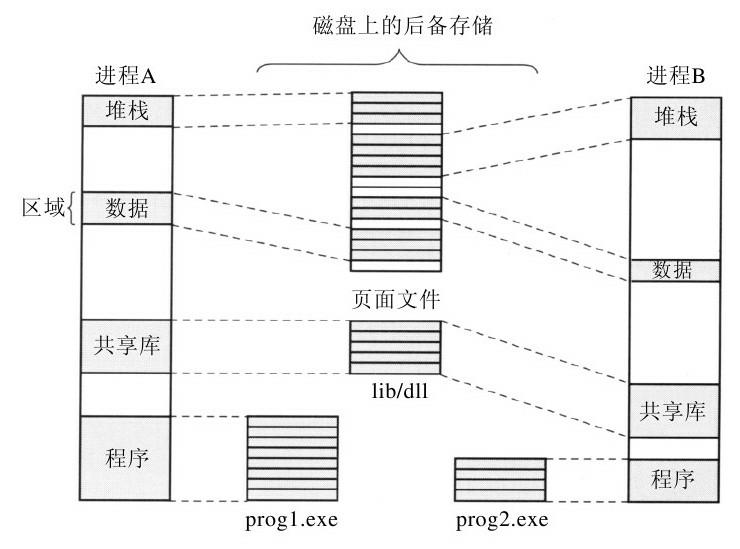 磁盘上的后备存储
进程A
进程B
堆栈
堆栈
区域
数据
数据
页面文件
共享库
lib/dll
共享库
程序
程序
prog1.exe
prog2.exe